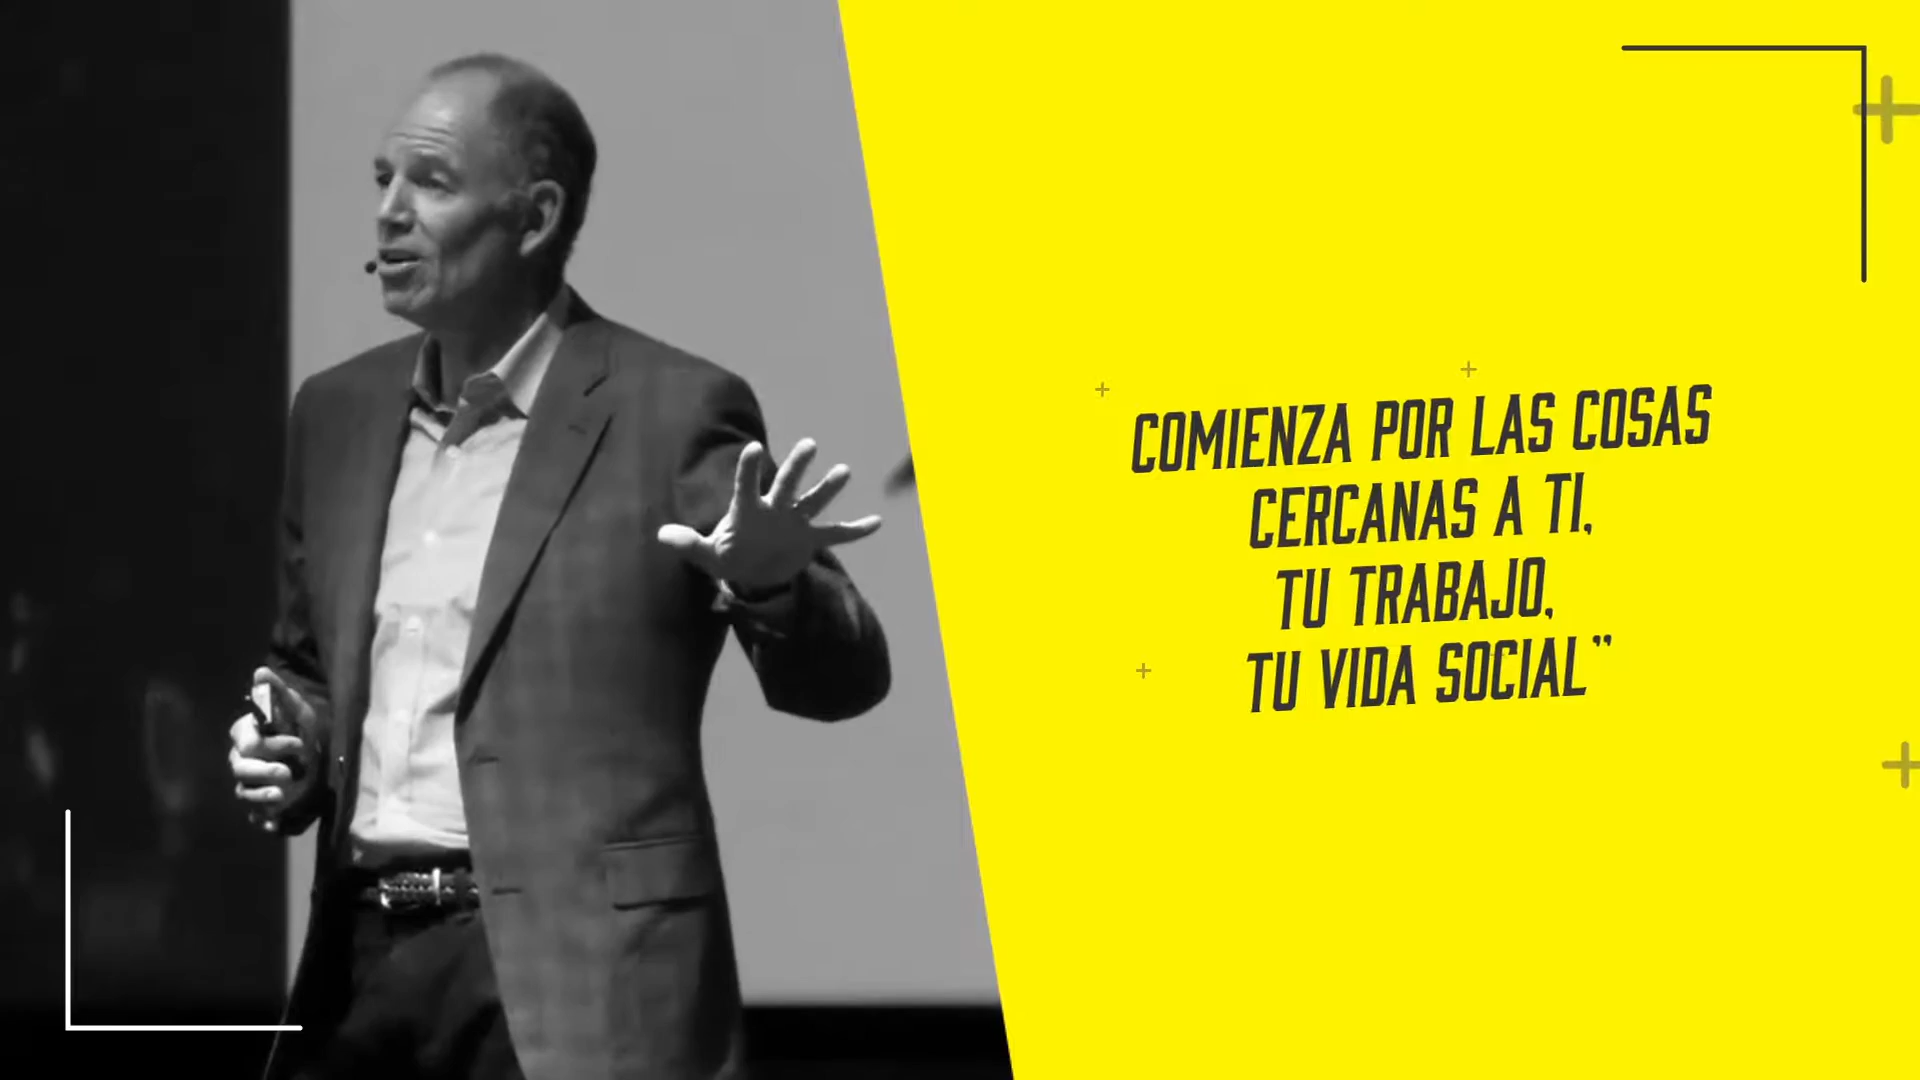 COMIENZA POR LAS COSAS
CERCANAS A TI,
TU TRABAJO,
TU VIDA SOCIAL”